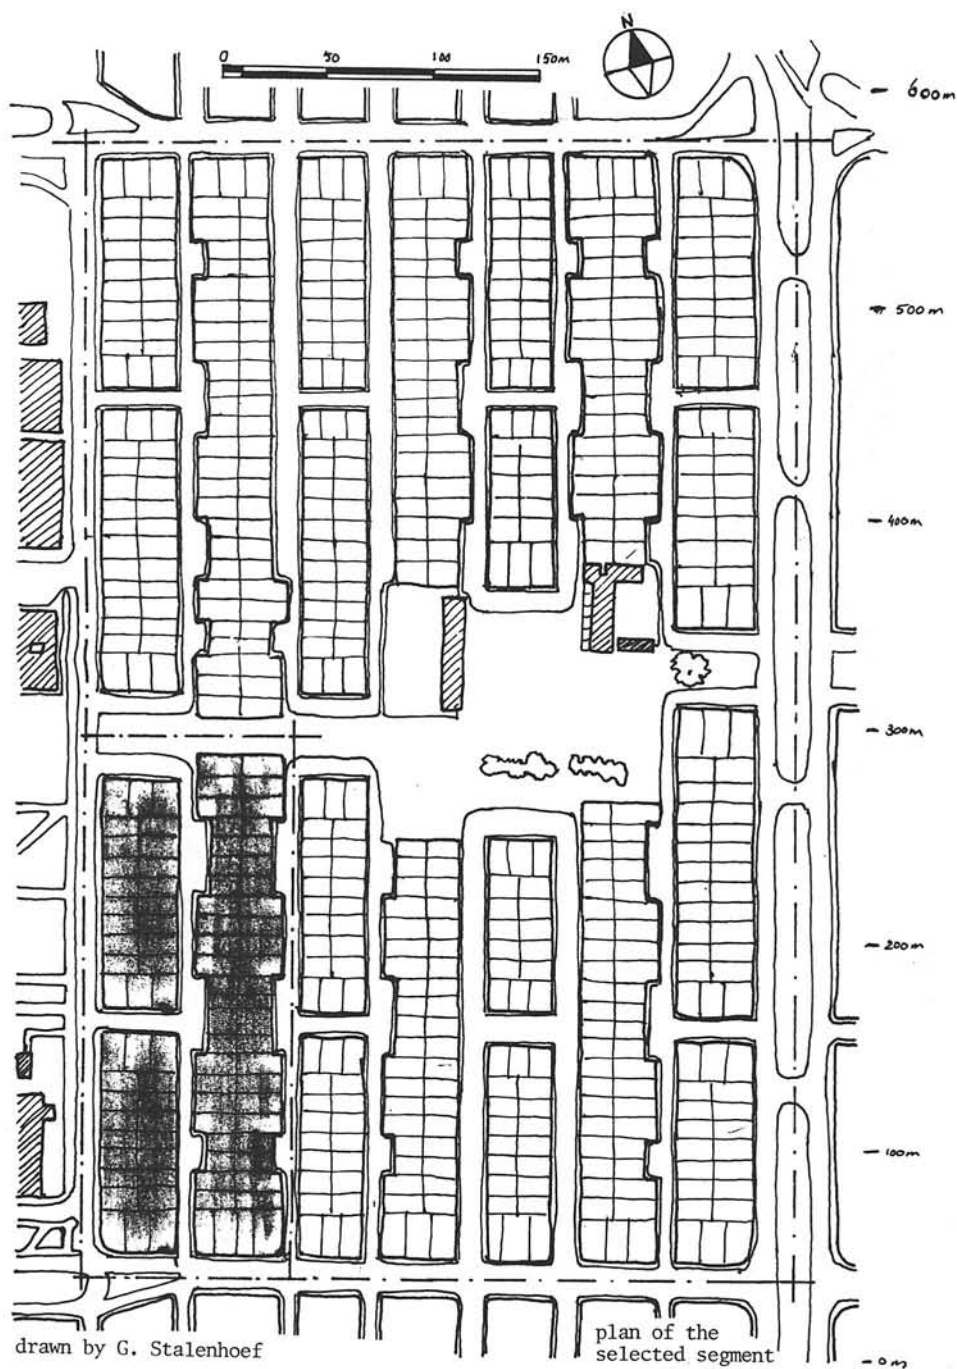 N
0 50 100 150m
600m
500m
400m
300m
200m
100m
0m
drawn by G. Stalenhoef
plan of the
selected segment